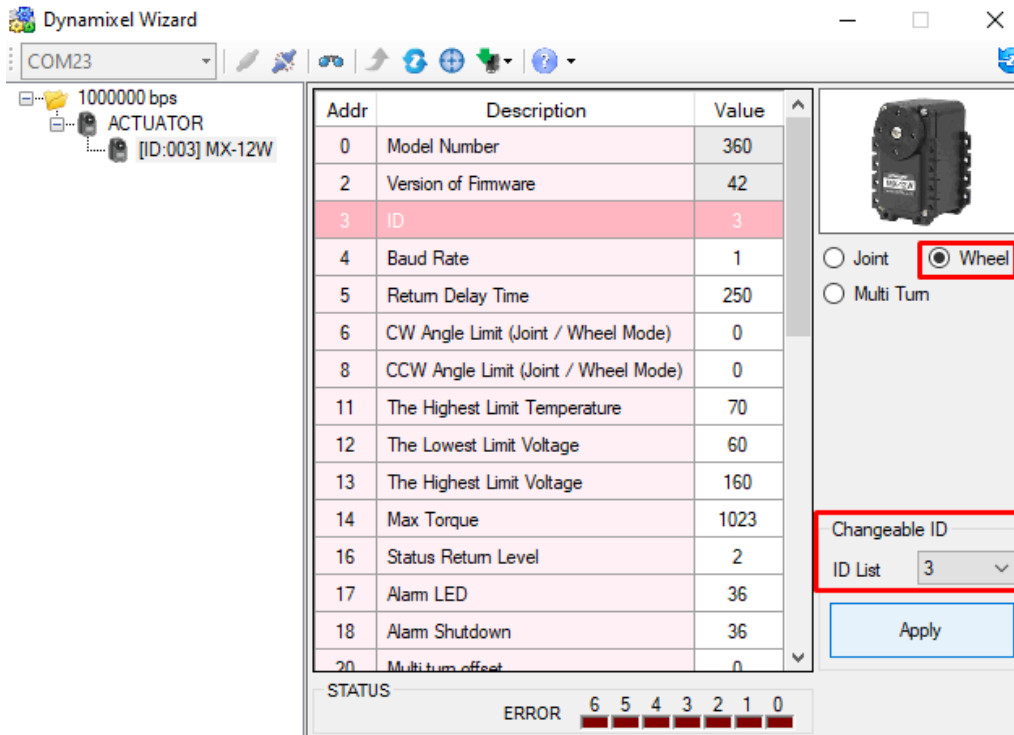 Dynamixel Wizard
COM23
1000000 bps
ACTUATOR
[ID:003] MX-12W
Addr Description Value
0 Model Number 360
2 Version of Firmware 42
3 ID 3
4 Baud Rate 1
5 Return Delay Time 250
6 CW Angle Limit (Joint / Wheel Mode) 0
8 CCW Angle Limit (Joint / Wheel Mode) 0
11 The Highest Limit Temperature 70
12 The Lowest Limit Voltage 60
13 The Highest Limit Voltage 160
14 Max Torque 1023
16 Status Return Level 2
17 Alarm LED 36
18 Alarm Shutdown 36
20 Multi turn offset 0
Joint Wheel
Multi Turn
Changeable ID
ID List 3
Apply
STATUS
ERROR 6 5 4 3 2 1 0